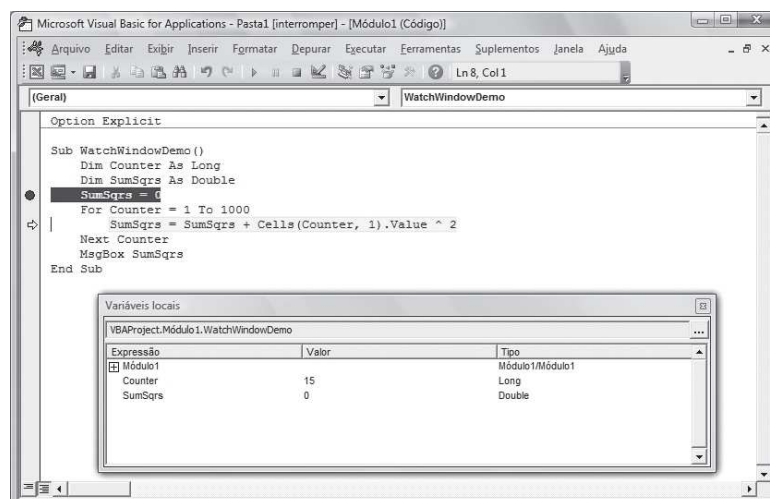 Microsoft Visual Basic for Applications - Pasta1 [interromper] - [Módulo1 (Código)]
Arquivo Editar Exibir Inserir Formatar Depurar Executar Ferramentas Suplementos Janela Ajuda
Ln 8, Col 1
(Geral) WatchWindowDemo
Option Explicit
Sub WatchWindowDemo()
Dim Counter As Long
Dim SumSqrs As Double
SumSqrs = 0
For Counter = 1 To 1000
SumSqrs = SumSqrs + Cells(Counter, 1).Value ^ 2
Next Counter
MsgBox SumSqrs
End Sub
Variáveis locais
VBAProject.Módulo1.WatchWindowDemo ...
Expressão Valor Tipo
Módulo1 Módulo1/Módulo1
Counter 15 Long
SumSqrs 0 Double